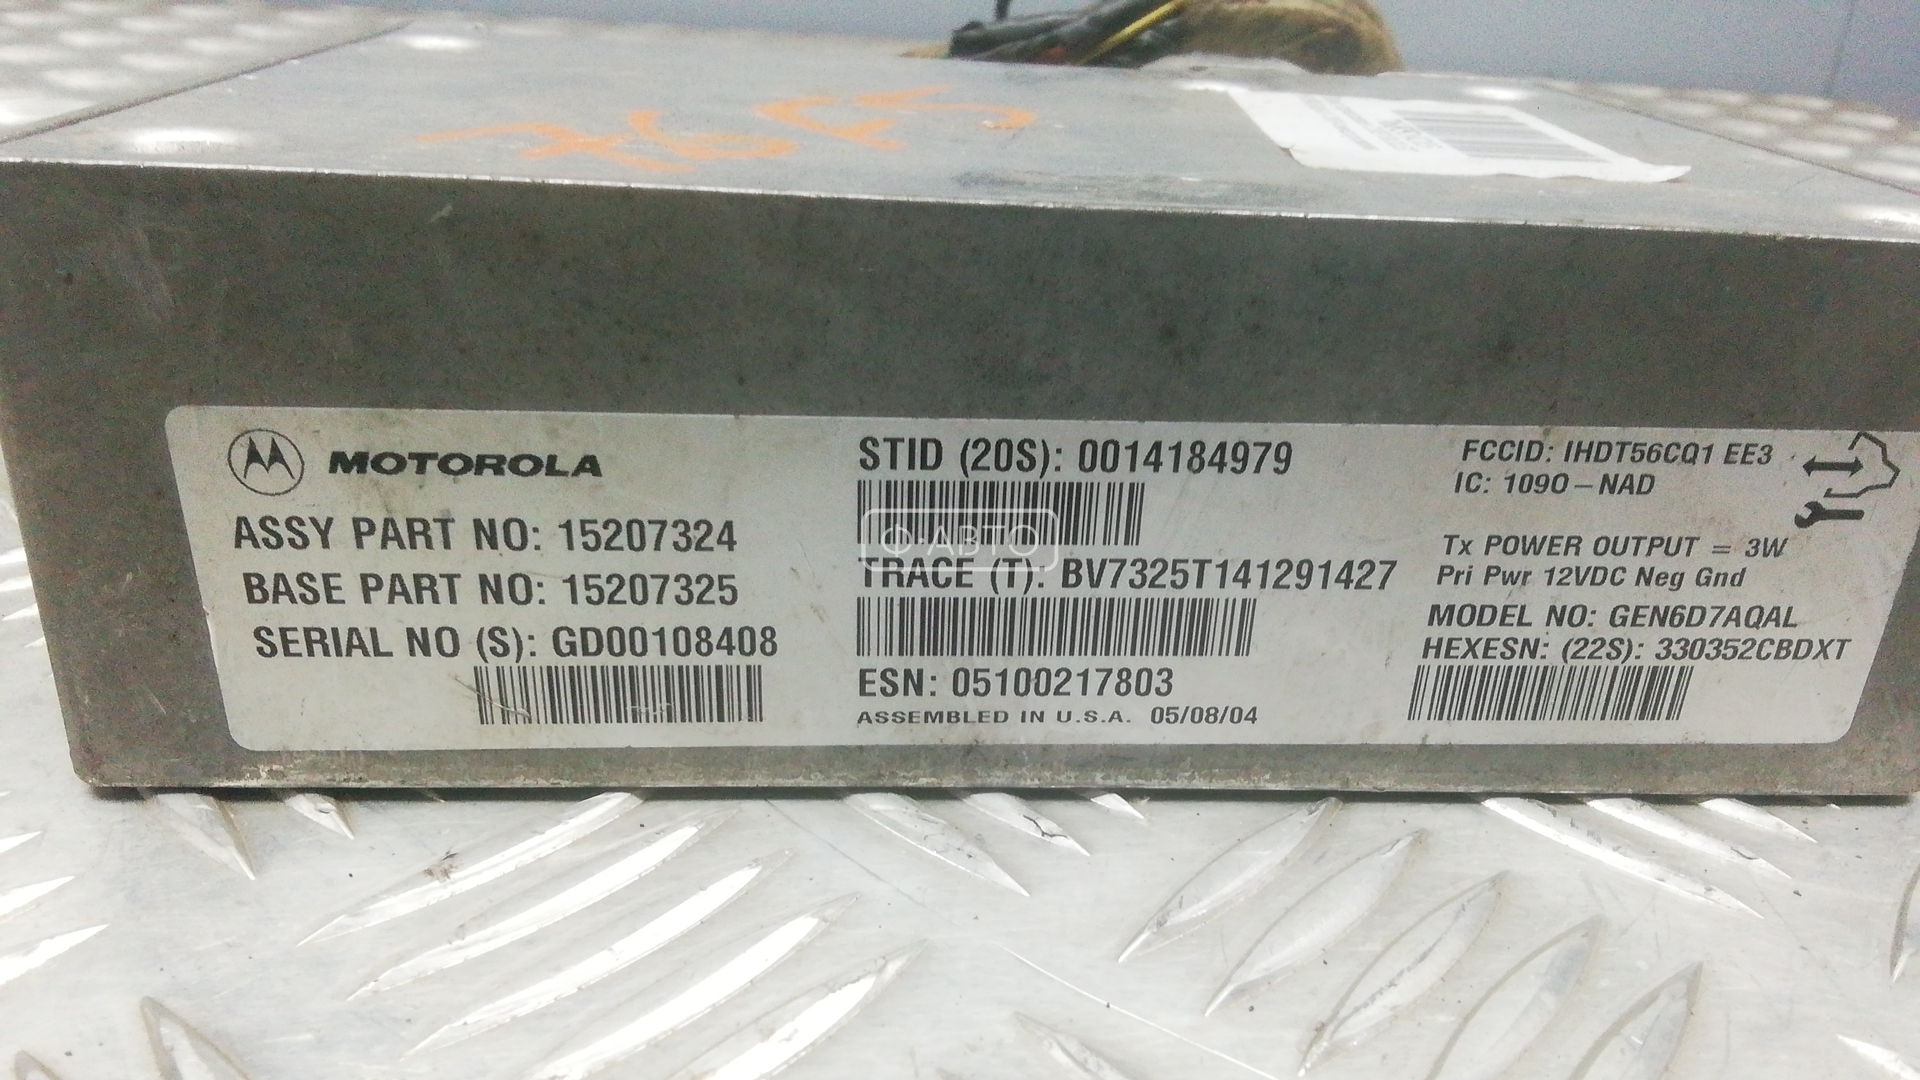 7645
MOTOROLA
ASSY PART NO: 15207324
BASE PART NO: 15207325
SERIAL NO (S): GD00108408
STID (20S): 0014184979
Ф-АВТО
TRACE (T): BV7325T141291427
ESN: 05100217803
ASSEMBLED IN U.S.A. 05/08/04
FCCID: IHDT56CQ1 EE3
IC: 1090-NAD
Tx POWER OUTPUT = 3W
Pri Pwr 12VDC Neg Gnd
MODEL NO: GEN6D7AQAL
HEXESN: (22S): 330352CBDXT